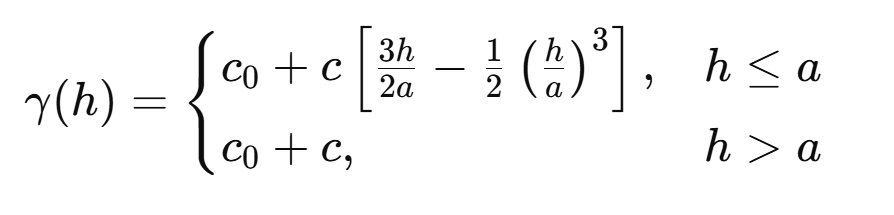 γ(h) = { c₀ + c [ 3h/2a − 1/2 (h/a)³ ], h ≤ a
c₀ + c, h > a